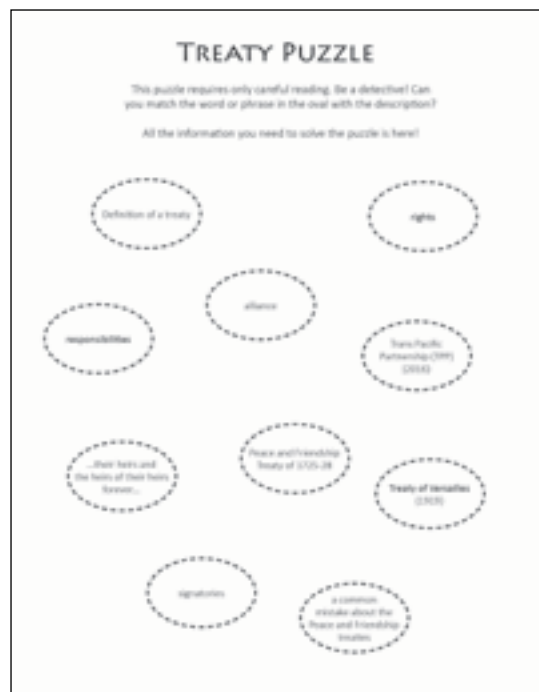 TREATY PUZZLE
This puzzle requires only careful reading. Be a detective! Can
you match the word or phrase in the oval with the description?
All the information you need to solve the puzzle is here!
Definition of a treaty
rights
alliance
responsibilities
Trans Pacific
Partnership (TPP)
(2016)
Peace and Friendship
Treaty of 1725-28
...their heirs and
the heirs of their heirs
forever...
Treaty of Versailles
(1919)
signatories
a common
mistake about the
Peace and Friendship
treaties